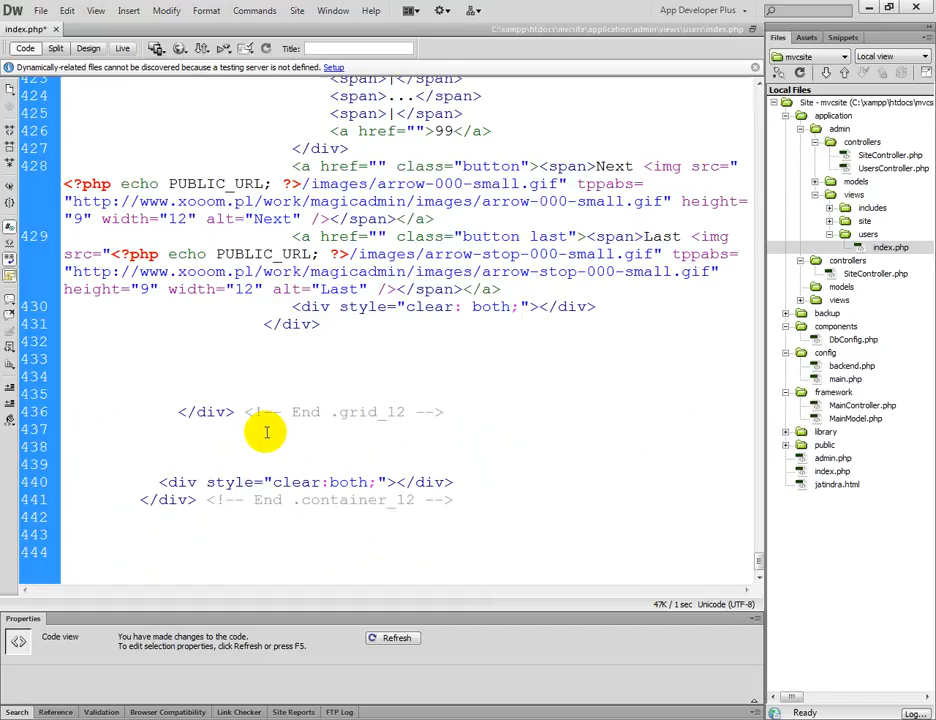 Dw File Edit View Insert Modify Format Commands Site Window Help App Developer Plus
index.php* × C:\xampp\htdocs\mvcsite\application\admin\views\users\index.php
Code Split Design Live Title:
Dynamically-related files cannot be discovered because a testing server is not defined. Setup
423 <span>|</span>
424 <span>...</span>
425 <span>|</span>
426 <a href="">99</a>
427 </div>
428 <a href="" class="button"><span>Next <img src="
<?php echo PUBLIC_URL; ?>/images/arrow-000-small.gif" tppabs=
"http://www.xooom.pl/work/magicadmin/images/arrow-000-small.gif" height=
"9" width="12" alt="Next" /></span></a>
429 <a href="" class="button last"><span>Last <img
src="<?php echo PUBLIC_URL; ?>/images/arrow-stop-000-small.gif" tppabs=
"http://www.xooom.pl/work/magicadmin/images/arrow-stop-000-small.gif"
height="9" width="12" alt="Last" /></span></a>
430 <div style="clear: both;"></div>
431 </div>
432
433
434
435
436 </div> <!-- End .grid_12 -->
437
438
439
440 <div style="clear:both;"></div>
441 </div> <!-- End .container_12 -->
442
443
444
47K / 1 sec Unicode (UTF-8)
Properties
Code view You have made changes to the code.
To edit selection properties, click Refresh or press F5.
Refresh
Search Reference Validation Browser Compatibility Link Checker Site Reports FTP Log
Files Assets Snippets
mvcsite Local view
Local Files
Site - mvcsite (C:\xampp\htdocs\mvcs
application
admin
controllers
SiteController.php
UsersController.php
models
views
includes
site
users
index.php
controllers
SiteController.php
models
views
backup
components
DbConfig.php
config
backend.php
main.php
framework
MainController.php
MainModel.php
library
public
admin.php
index.php
jatindra.html
Ready Log...